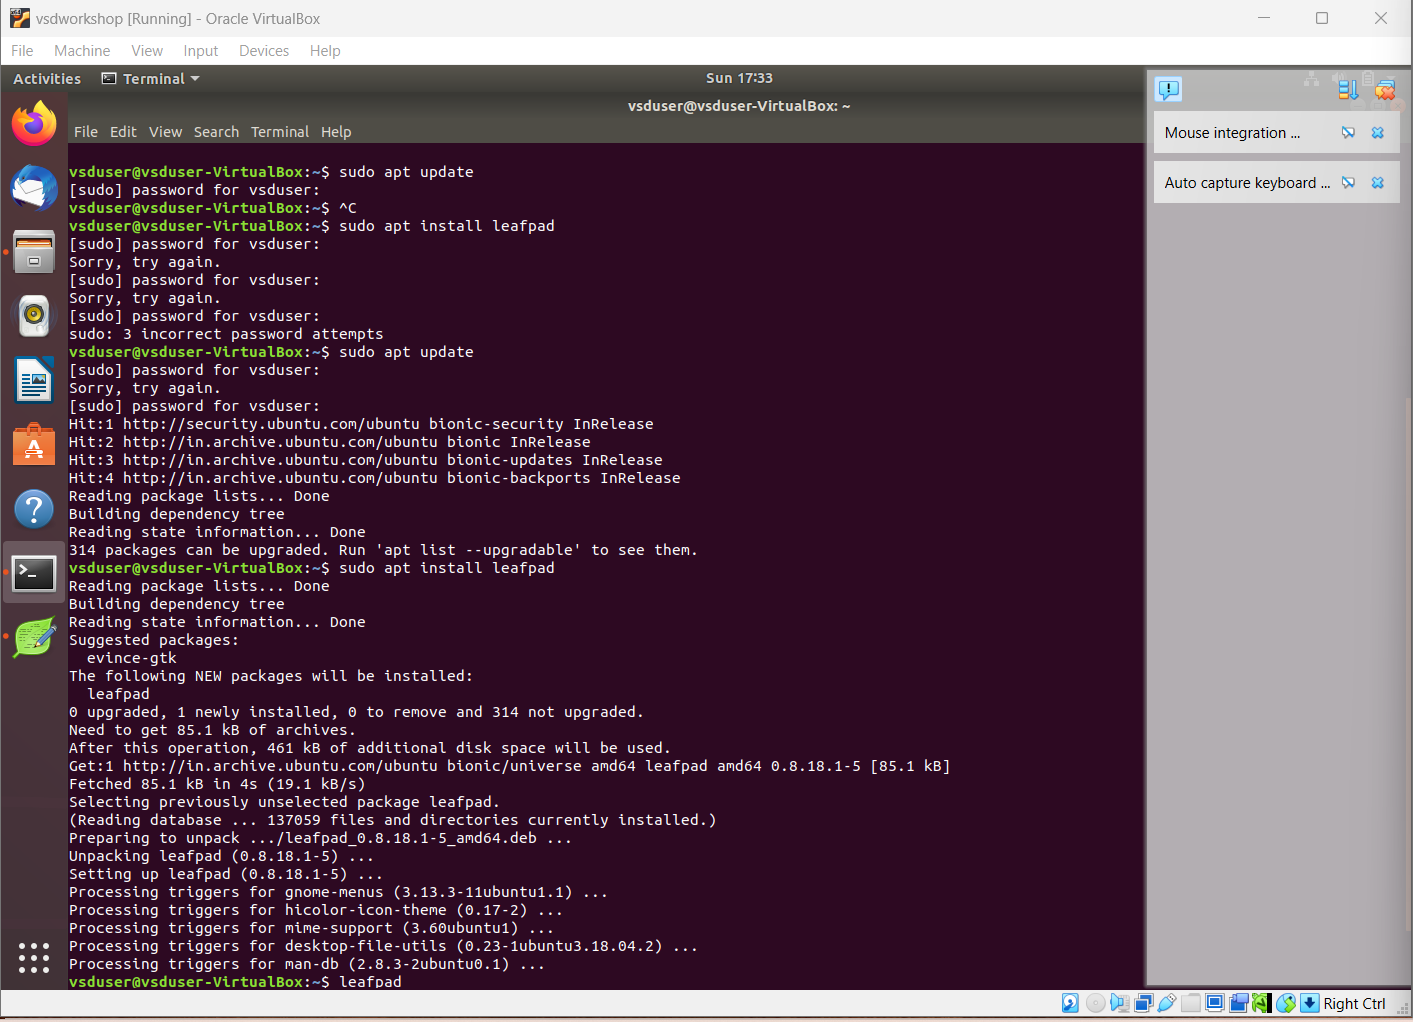 vsdworkshop [Running] - Oracle VirtualBox
File Machine View Input Devices Help
Activities Terminal Sun 17:33
vsduser@vsduser-VirtualBox: ~
File Edit View Search Terminal Help
vsduser@vsduser-VirtualBox:~$ sudo apt update
[sudo] password for vsduser:
vsduser@vsduser-VirtualBox:~$ ^C
vsduser@vsduser-VirtualBox:~$ sudo apt install leafpad
[sudo] password for vsduser:
Sorry, try again.
[sudo] password for vsduser:
Sorry, try again.
[sudo] password for vsduser:
sudo: 3 incorrect password attempts
vsduser@vsduser-VirtualBox:~$ sudo apt update
[sudo] password for vsduser:
Sorry, try again.
[sudo] password for vsduser:
Hit:1 http://security.ubuntu.com/ubuntu bionic-security InRelease
Hit:2 http://in.archive.ubuntu.com/ubuntu bionic InRelease
Hit:3 http://in.archive.ubuntu.com/ubuntu bionic-updates InRelease
Hit:4 http://in.archive.ubuntu.com/ubuntu bionic-backports InRelease
Reading package lists... Done
Building dependency tree
Reading state information... Done
314 packages can be upgraded. Run 'apt list --upgradable' to see them.
vsduser@vsduser-VirtualBox:~$ sudo apt install leafpad
Reading package lists... Done
Building dependency tree
Reading state information... Done
Suggested packages:
  evince-gtk
The following NEW packages will be installed:
  leafpad
0 upgraded, 1 newly installed, 0 to remove and 314 not upgraded.
Need to get 85.1 kB of archives.
After this operation, 461 kB of additional disk space will be used.
Get:1 http://in.archive.ubuntu.com/ubuntu bionic/universe amd64 leafpad amd64 0.8.18.1-5 [85.1 kB]
Fetched 85.1 kB in 4s (19.1 kB/s)
Selecting previously unselected package leafpad.
(Reading database ... 137059 files and directories currently installed.)
Preparing to unpack .../leafpad_0.8.18.1-5_amd64.deb ...
Unpacking leafpad (0.8.18.1-5) ...
Setting up leafpad (0.8.18.1-5) ...
Processing triggers for gnome-menus (3.13.3-11ubuntu1.1) ...
Processing triggers for hicolor-icon-theme (0.17-2) ...
Processing triggers for mime-support (3.60ubuntu1) ...
Processing triggers for desktop-file-utils (0.23-1ubuntu3.18.04.2) ...
Processing triggers for man-db (2.8.3-2ubuntu0.1) ...
vsduser@vsduser-VirtualBox:~$ leafpad
Mouse integration ...
Auto capture keyboard ...
Right Ctrl